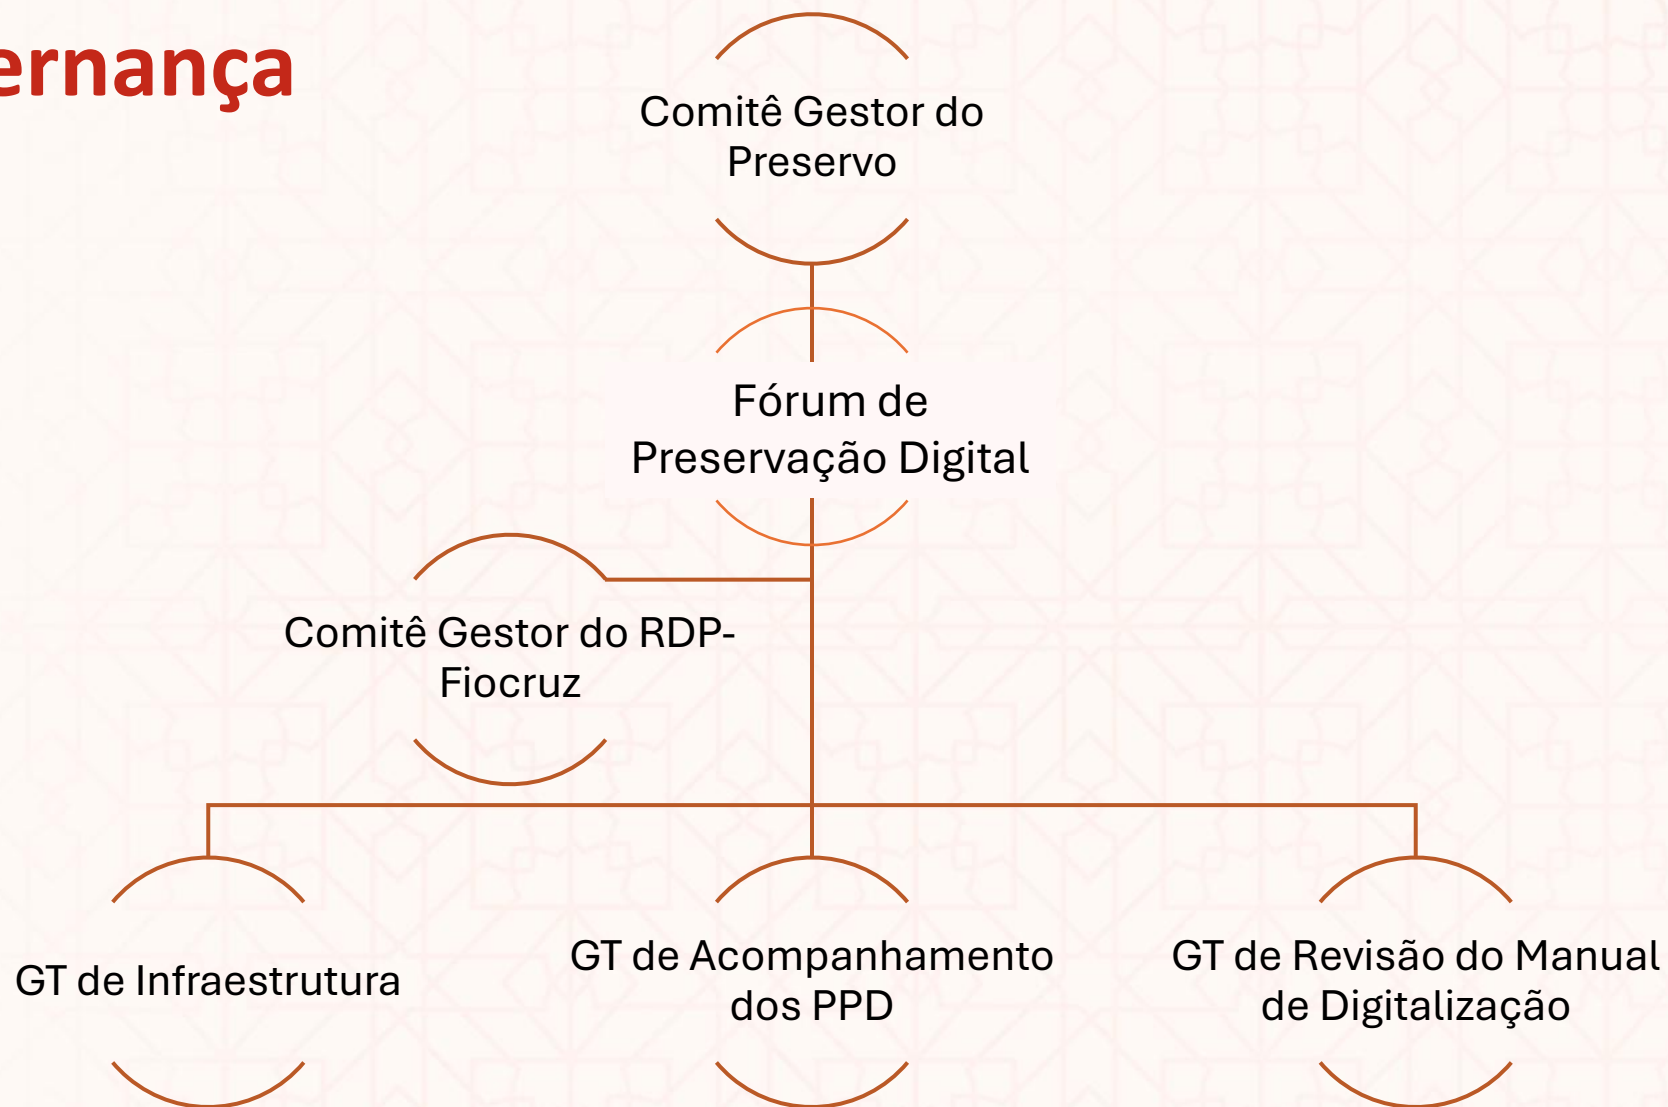 ernança
Comitê Gestor do
Preservo
Fórum de
Preservação Digital
Comitê Gestor do RDP-
Fiocruz
GT de Infraestrutura
GT de Acompanhamento
dos PPD
GT de Revisão do Manual
de Digitalização